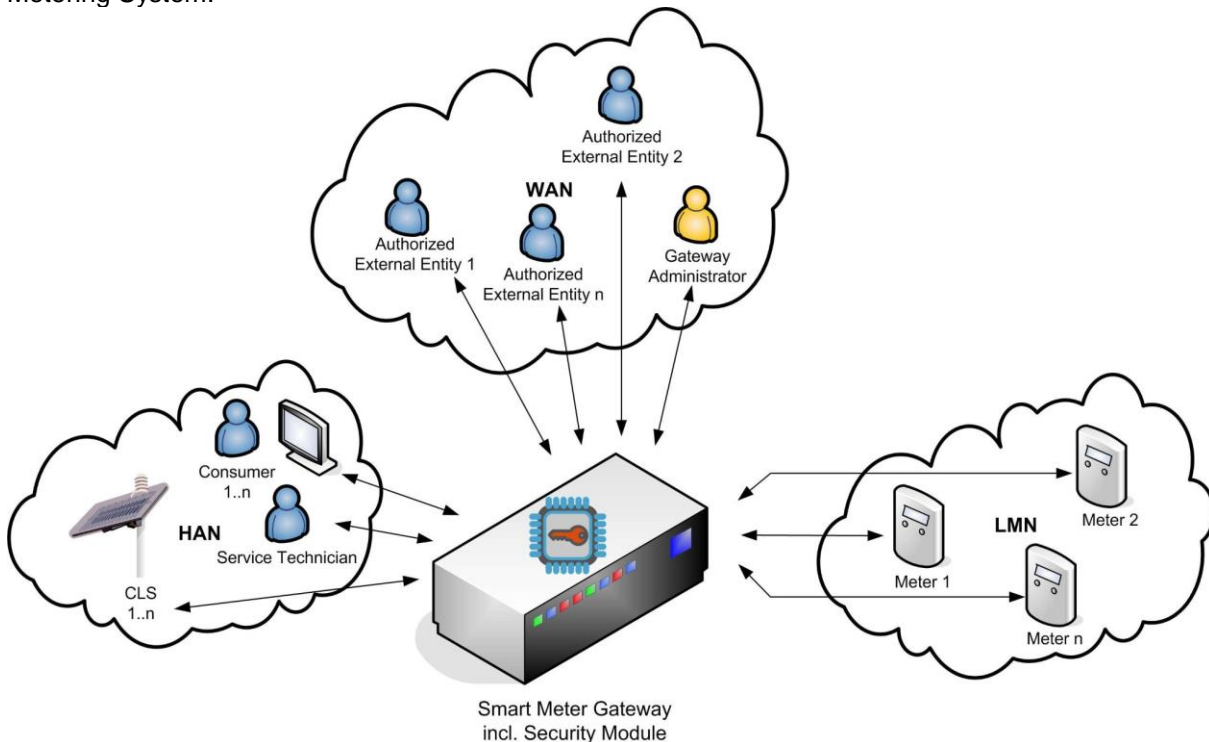 Metering System.
Authorized
External Entity 2
WAN
Authorized
External Entity 1
Authorized
External Entity n
Gateway
Administrator
Consumer
1..n
HAN
Service Technician
CLS
1..n
Meter 2
LMN
Meter 1
Meter n
Smart Meter Gateway
incl. Security Module